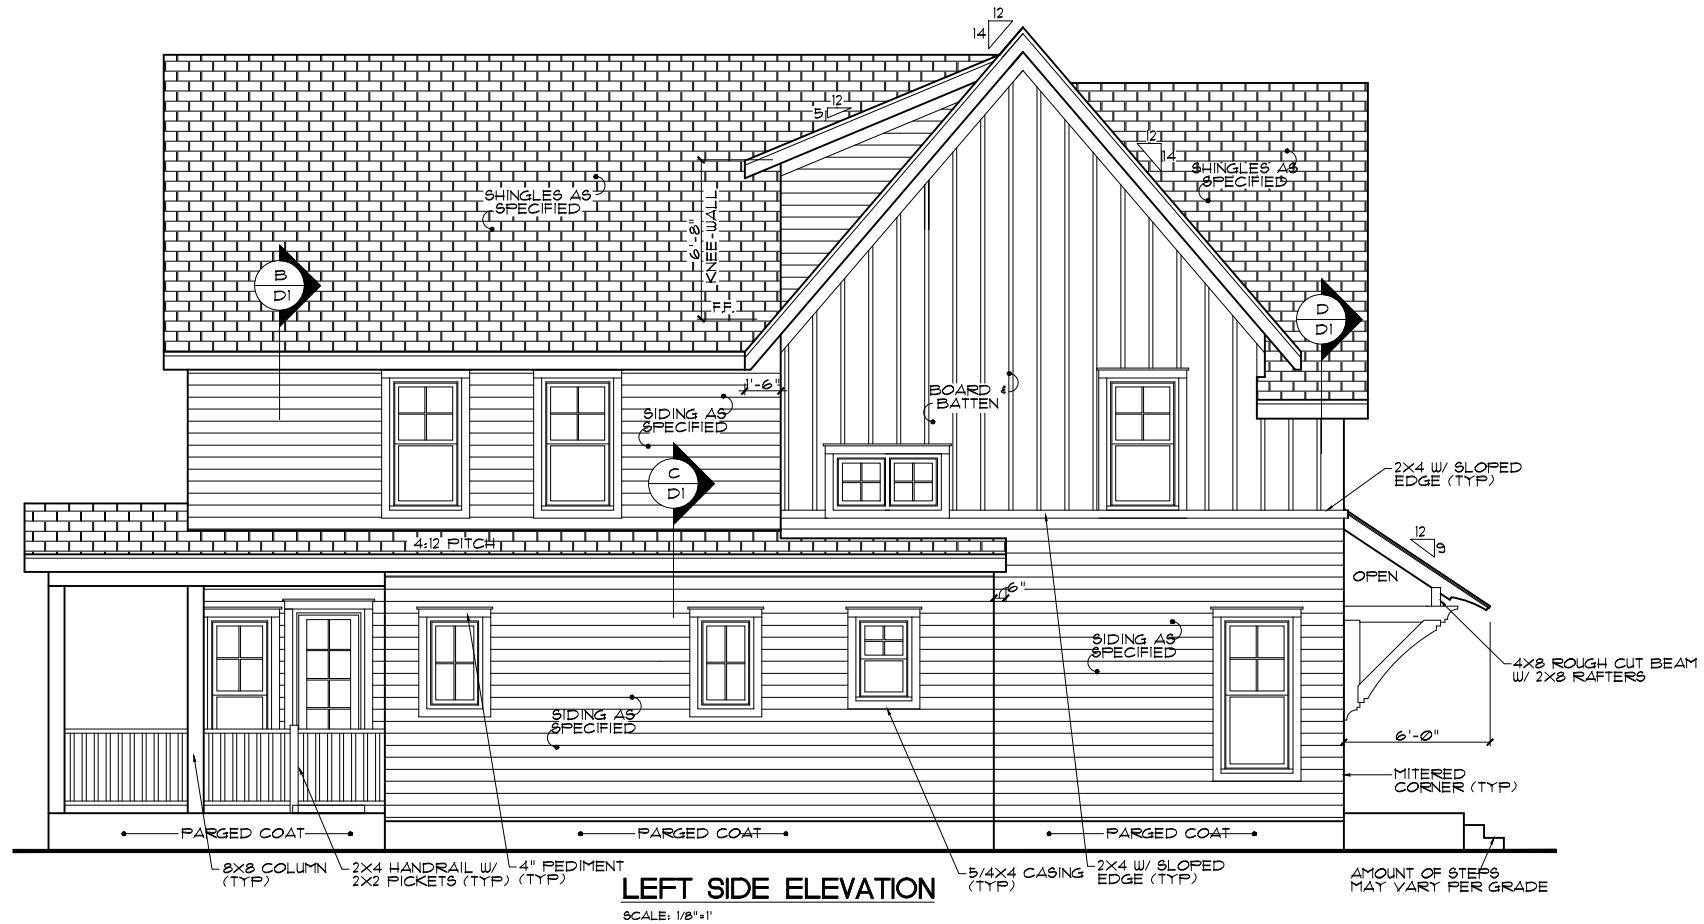 12
14
12
5
12
14
SHINGLES AS
SPECIFIED
SHINGLES AS
SPECIFIED
6'-8"
KNEE-WALL
F.F.
B
D1
D
D1
1'-6"
BOARD &
BATTEN
SIDING AS
SPECIFIED
C
D1
2X4 W/ SLOPED
EDGE (TYP)
4:12 PITCH
12
9
OPEN
6"
SIDING AS
SPECIFIED
4X8 ROUGH CUT BEAM
W/ 2X8 RAFTERS
SIDING AS
SPECIFIED
6'-0"
MITERED
CORNER (TYP)
PARGED COAT
PARGED COAT
PARGED COAT
8X8 COLUMN
(TYP)
2X4 HANDRAIL W/
2X2 PICKETS (TYP)
4" PEDIMENT
(TYP)
5/4X4 CASING
(TYP)
2X4 W/ SLOPED
EDGE (TYP)
AMOUNT OF STEPS
MAY VARY PER GRADE
LEFT SIDE ELEVATION
SCALE: 1/8"=1'